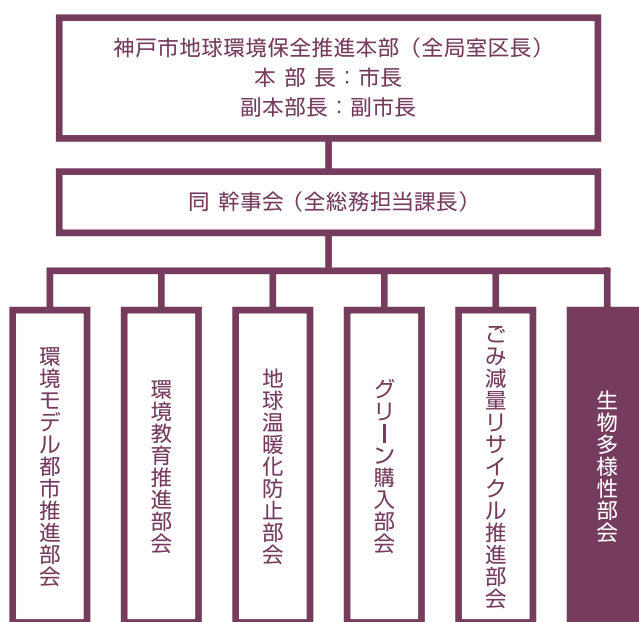 神戸市地球環境保全推進本部（全局室区長）
本 部 長：市長
副本部長：副市長
同 幹事会（全総務担当課長）
環境モデル都市推進部会
環境教育推進部会
地球温暖化防止部会
グリーン購入部会
ごみ減量リサイクル推進部会
生物多様性部会